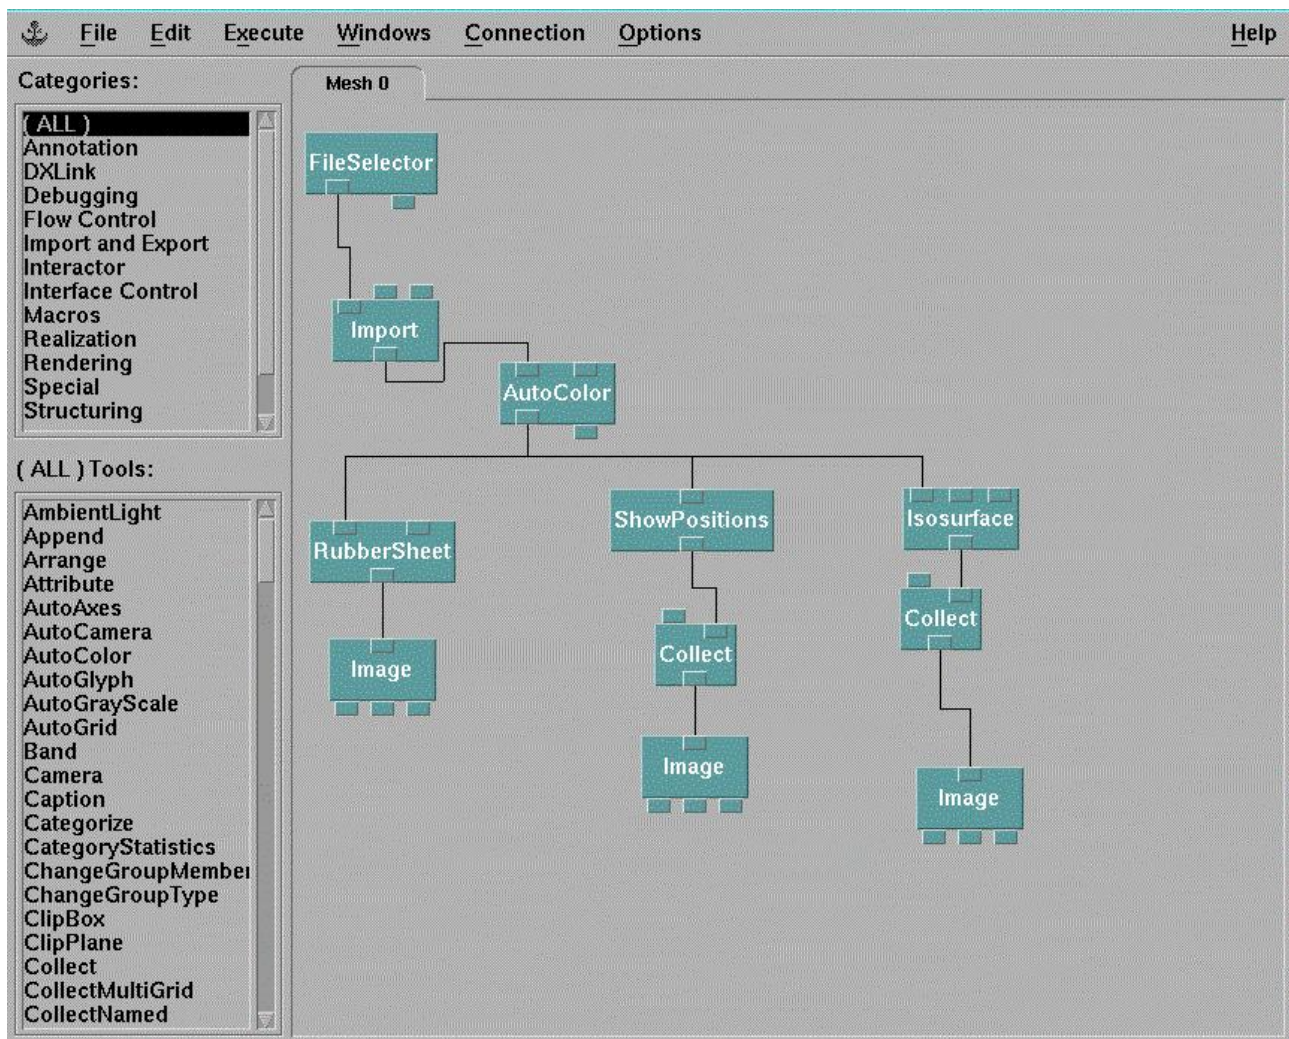 File Edit Execute Windows Connection Options Help
Categories:
( ALL )
Annotation
DXLink
Debugging
Flow Control
Import and Export
Interactor
Interface Control
Macros
Realization
Rendering
Special
Structuring
( ALL ) Tools:
AmbientLight
Append
Arrange
Attribute
AutoAxes
AutoCamera
AutoColor
AutoGlyph
AutoGrayScale
AutoGrid
Band
Camera
Caption
Categorize
CategoryStatistics
ChangeGroupMember
ChangeGroupType
ClipBox
ClipPlane
Collect
CollectMultiGrid
CollectNamed
Mesh 0
FileSelector
Import
AutoColor
RubberSheet
ShowPositions
Isosurface
Collect
Collect
Image
Image
Image